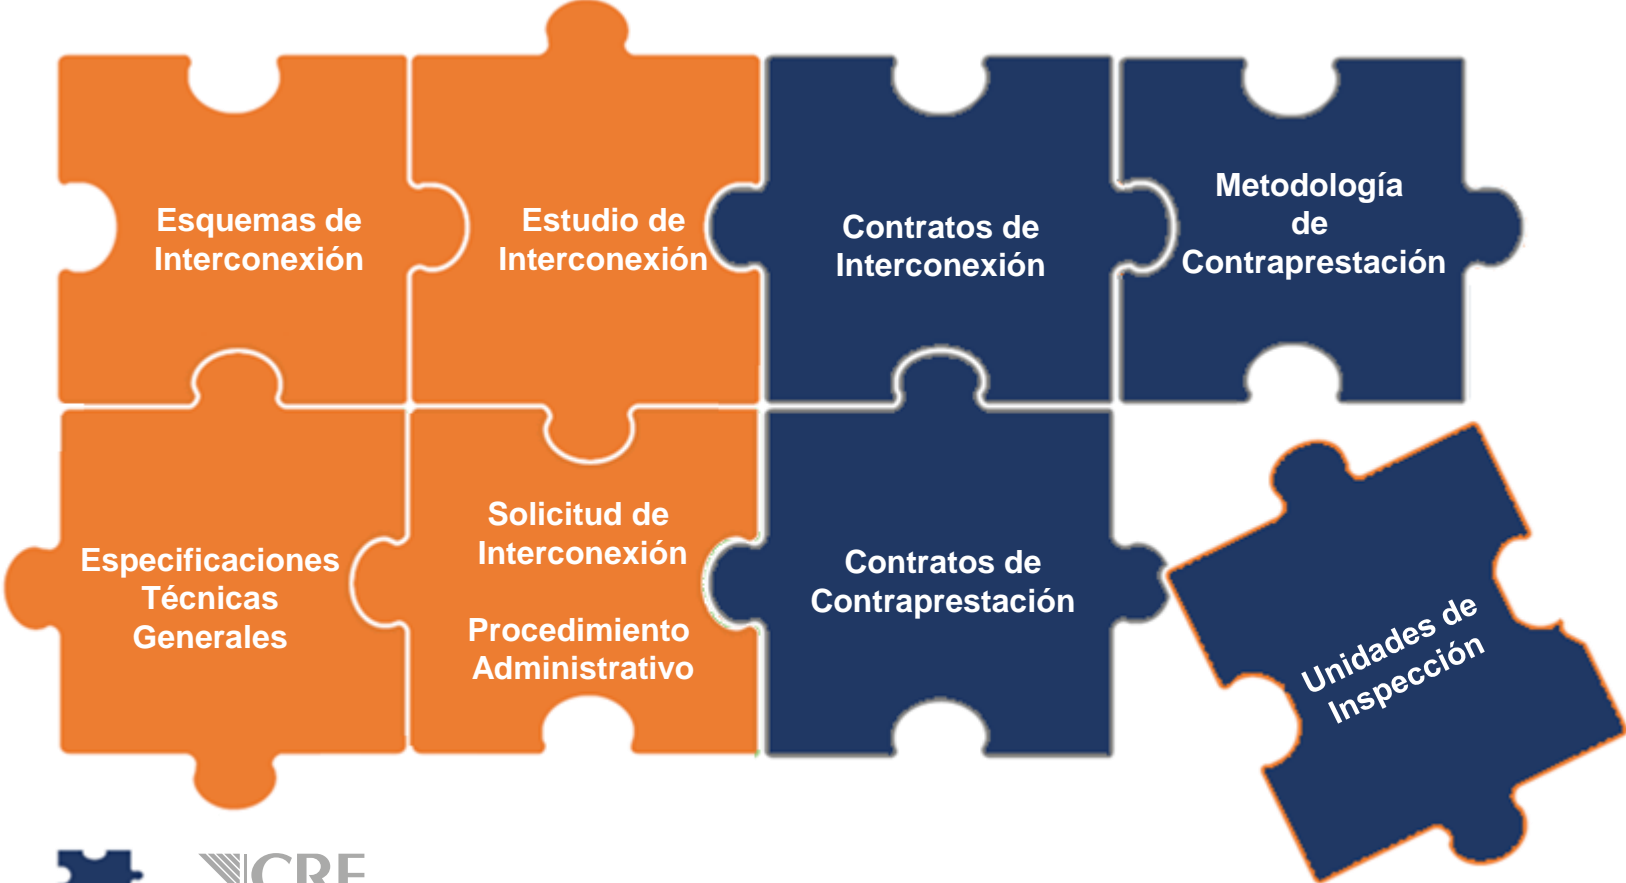 Esquemas de
Interconexión
Estudio de
Interconexión
Contratos de
Interconexión
Metodología
de
Contraprestación
Especificaciones
Técnicas
Generales
Solicitud de
Interconexión
Procedimiento
Administrativo
Contratos de
Contraprestación
Unidades de
Inspección
CRE